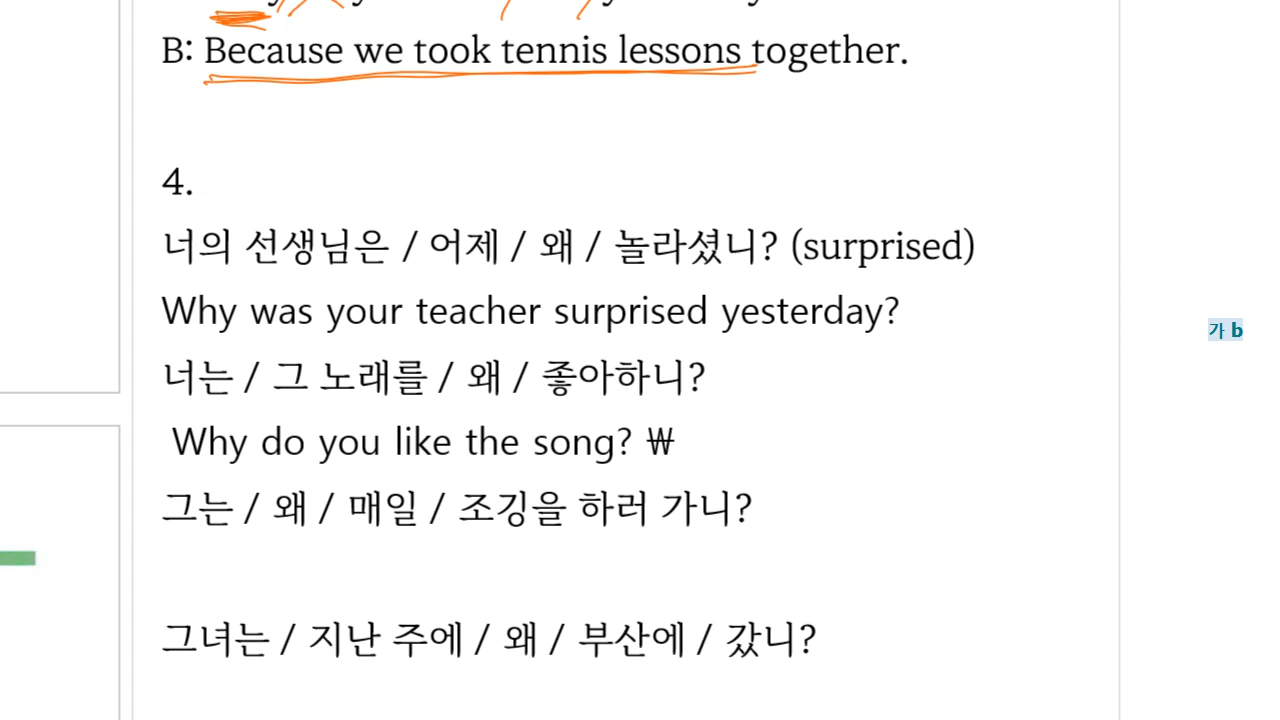 B: Because we took tennis lessons together.
4.
너의 선생님은 / 어제 / 왜 / 놀라셨니? (surprised)
Why was your teacher surprised yesterday?
너는 / 그 노래를 / 왜 / 좋아하니?
Why do you like the song? ₩
그는 / 왜 / 매일 / 조깅을 하러 가니?
그녀는 / 지난 주에 / 왜 / 부산에 / 갔니?
가 b